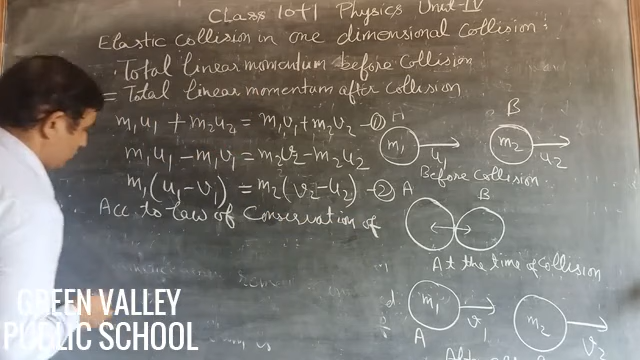 Class 10+1 Physics Unit-IV
Elastic collision in one dimensional collision:
Total linear momentum before collision
= Total linear momentum after collision
m₁u₁ + m₂u₂ = m₁v₁ + m₂v₂ - ①
m₁u₁ - m₁v₁ = m₂v₂ - m₂u₂
m₁(u₁ - v₁) = m₂(v₂ - u₂) - ②
Acc to law of Conservation of
A B
m₁ u₁ m₂ u₂
Before collision
A B
At the time of collision
m₁ v₁ m₂ v₂
A
GREEN VALLEY
PUBLIC SCHOOL